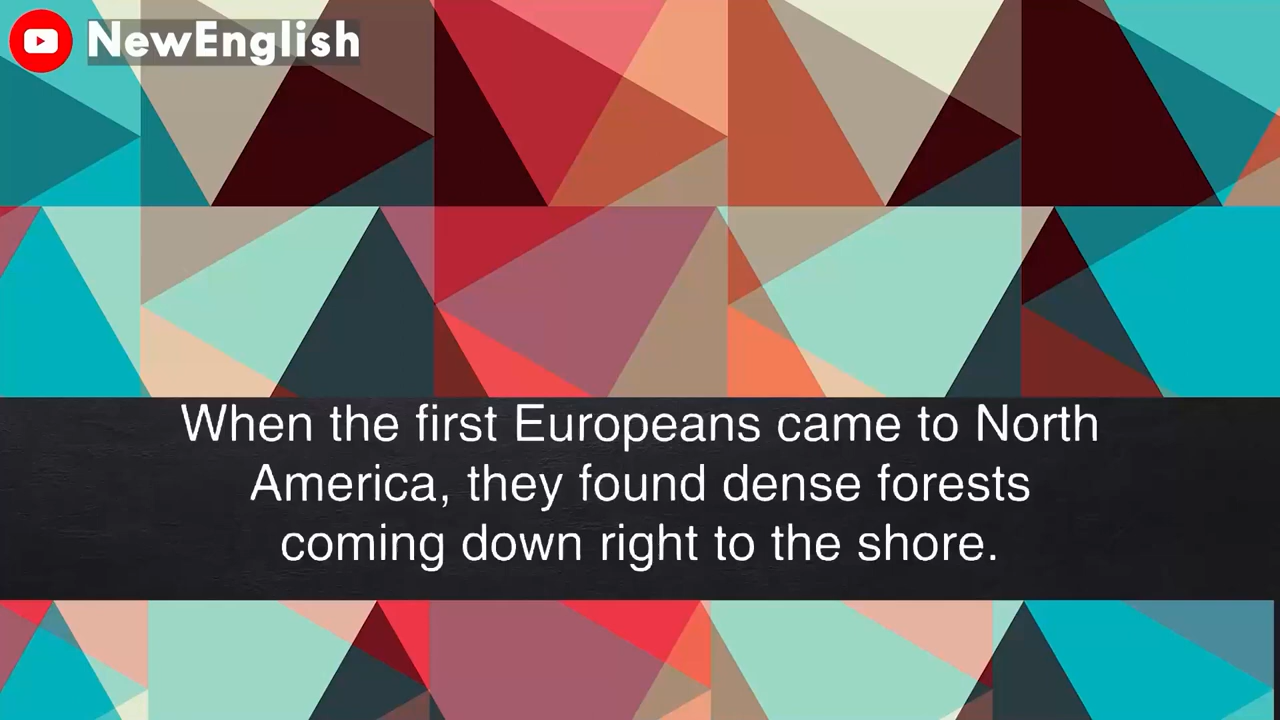 NewEnglish
When the first Europeans came to North
America, they found dense forests
coming down right to the shore.